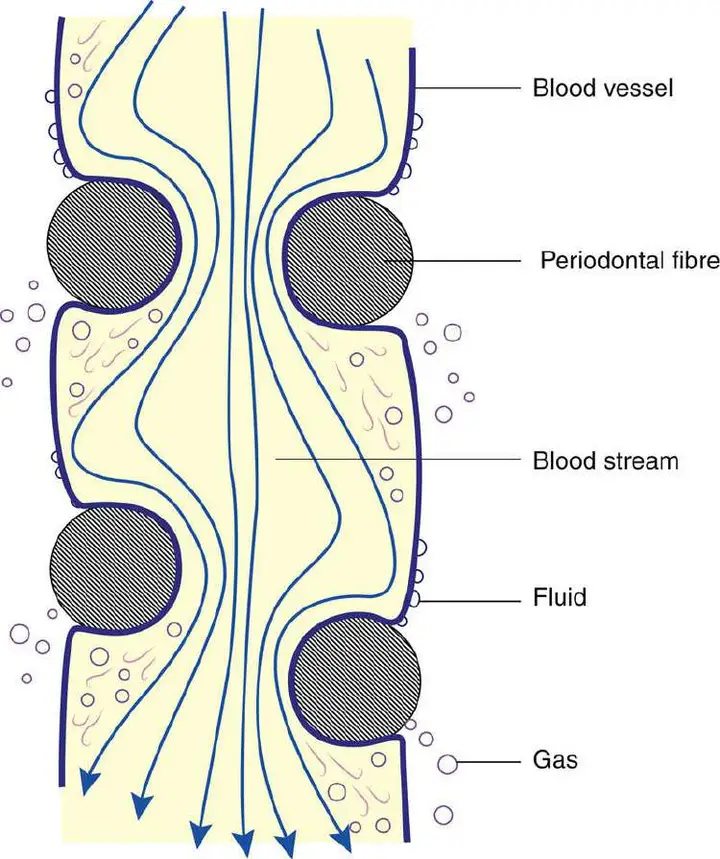 Blood vessel
Periodontal fibre
Blood stream
Fluid
Gas